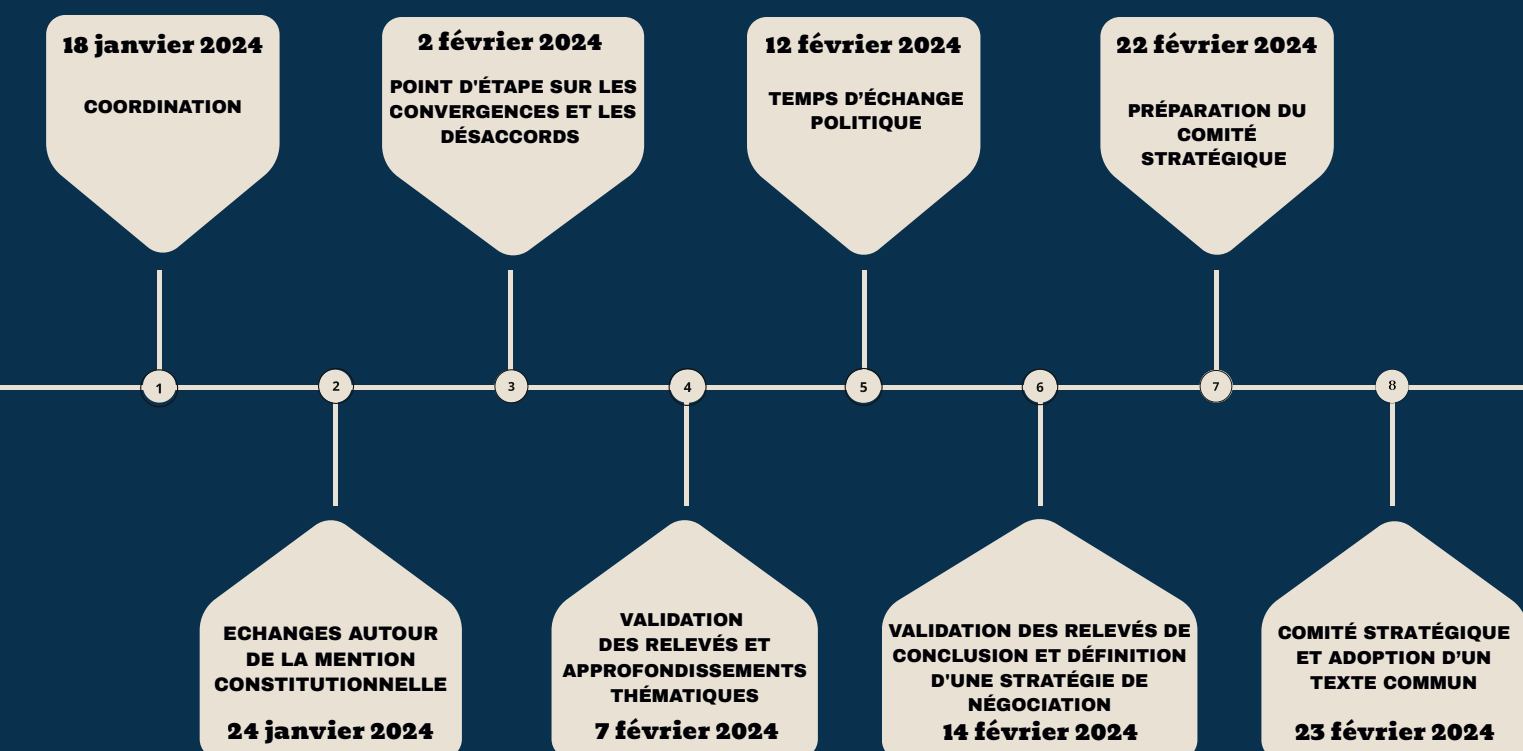 18 janvier 2024
COORDINATION
2 février 2024
POINT D'ÉTAPE SUR LES
CONVERGENCES ET LES
DÉSACCORDS
12 février 2024
TEMPS D’ÉCHANGE
POLITIQUE
22 février 2024
PRÉPARATION DU
COMITÉ
STRATÉGIQUE
1
2
3
4
5
6
7
8
ECHANGES AUTOUR
DE LA MENTION
CONSTITUTIONNELLE
24 janvier 2024
VALIDATION
DES RELEVÉS ET
APPROFONDISSEMENTS
THÉMATIQUES
7 février 2024
VALIDATION DES RELEVÉS DE
CONCLUSION ET DÉFINITION
D'UNE STRATÉGIE DE
NÉGOCIATION
14 février 2024
COMITÉ STRATÉGIQUE
ET ADOPTION D’UN
TEXTE COMMUN
23 février 2024